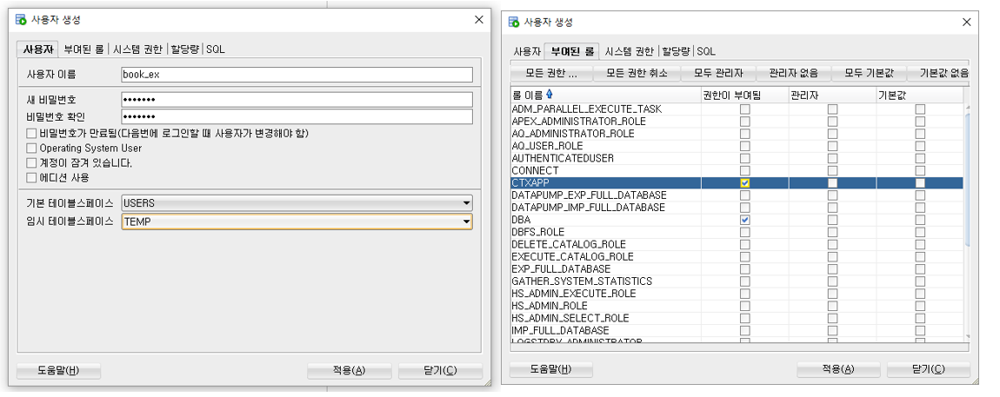 사용자 생성
사용자 부여된 롤 시스템 권한 할당량 SQL
사용자 이름 book_ex
새 비밀번호 •••••••
비밀번호 확인 •••••••
비밀번호가 만료됨(다음번에 로그인할 때 사용자가 변경해야 함)
Operating System User
계정이 잠겨 있습니다.
에디션 사용
기본 테이블스페이스 USERS
임시 테이블스페이스 TEMP
도움말(H) 적용(A) 닫기(C)
사용자 생성
사용자 부여된 롤 시스템 권한 할당량 SQL
모든 권한 ... 모든 권한 취소 모두 관리자 관리자 없음 모두 기본값 기본값 없음
롤 이름 권한이 부여됨 관리자 기본값
ADM_PARALLEL_EXECUTE_TASK
APEX_ADMINISTRATOR_ROLE
AQ_ADMINISTRATOR_ROLE
AQ_USER_ROLE
AUTHENTICATEDUSER
CONNECT
CTXAPP
DATAPUMP_EXP_FULL_DATABASE
DATAPUMP_IMP_FULL_DATABASE
DBA
DBFS_ROLE
DELETE_CATALOG_ROLE
EXECUTE_CATALOG_ROLE
EXP_FULL_DATABASE
GATHER_SYSTEM_STATISTICS
HS_ADMIN_EXECUTE_ROLE
HS_ADMIN_ROLE
HS_ADMIN_SELECT_ROLE
IMP_FULL_DATABASE
LOGSTDBY_ADMINISTRATOR
도움말(H) 적용(A) 닫기(C)